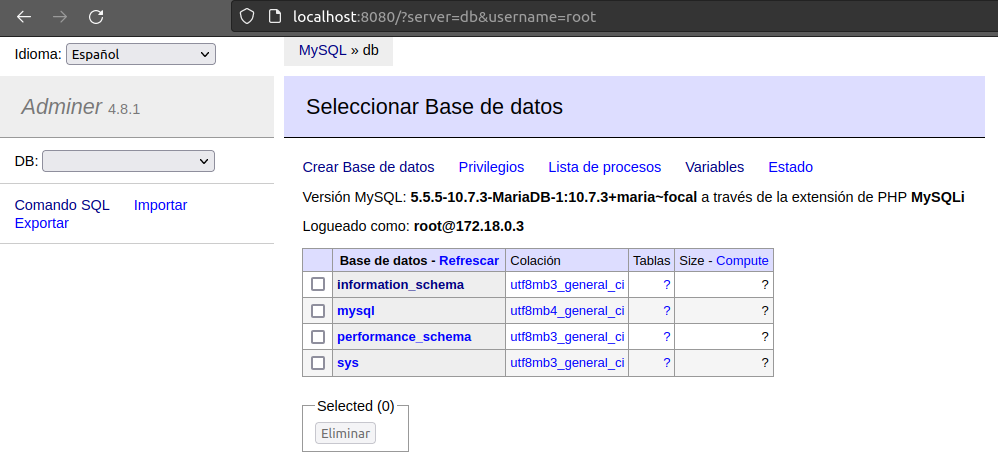 localhost:8080/?server=db&username=root
Idioma: Español
MySQL » db
Adminer 4.8.1
Seleccionar Base de datos
DB:
Crear Base de datos Privilegios Lista de procesos Variables Estado
Versión MySQL: 5.5.5-10.7.3-MariaDB-1:10.7.3+maria~focal a través de la extensión de PHP MySQLi
Comando SQL Importar
Exportar
Logueado como: root@172.18.0.3
Base de datos - Refrescar Colación Tablas Size - Compute
information_schema utf8mb3_general_ci ? ?
mysql utf8mb4_general_ci ? ?
performance_schema utf8mb3_general_ci ? ?
sys utf8mb3_general_ci ? ?
Selected (0)
Eliminar